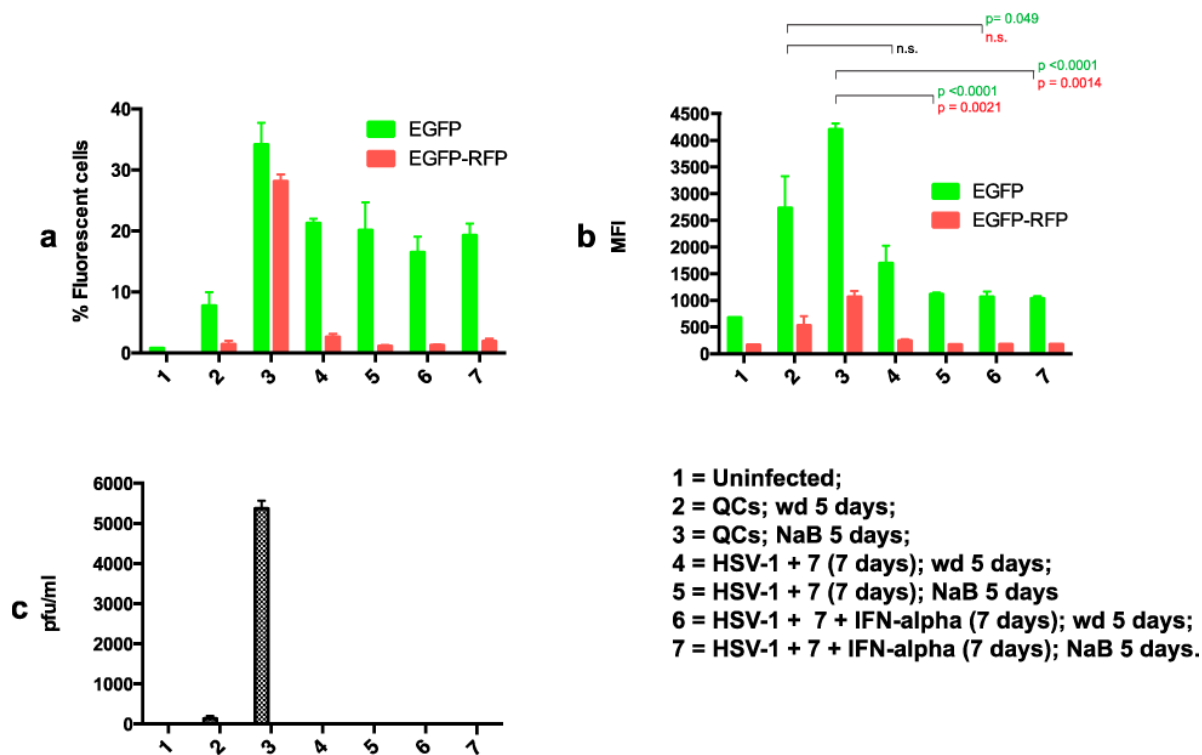 a
% Fluorescent cells
40
30
20
10
0
EGFP
EGFP-RFP
1 2 3 4 5 6 7
p= 0.049
n.s.
n.s.
p <0.0001
p = 0.0014
p <0.0001
p = 0.0021
b
MFI
4500
4000
3500
3000
2500
2000
1500
1000
500
0
EGFP
EGFP-RFP
1 2 3 4 5 6 7
c
pfu/ml
6000
5000
4000
3000
2000
1000
0
1 2 3 4 5 6 7
1 = Uninfected;
2 = QCs; wd 5 days;
3 = QCs; NaB 5 days;
4 = HSV-1 + 7 (7 days); wd 5 days;
5 = HSV-1 + 7 (7 days); NaB 5 days
6 = HSV-1 + 7 + IFN-alpha (7 days); wd 5 days;
7 = HSV-1 + 7 + IFN-alpha (7 days); NaB 5 days.